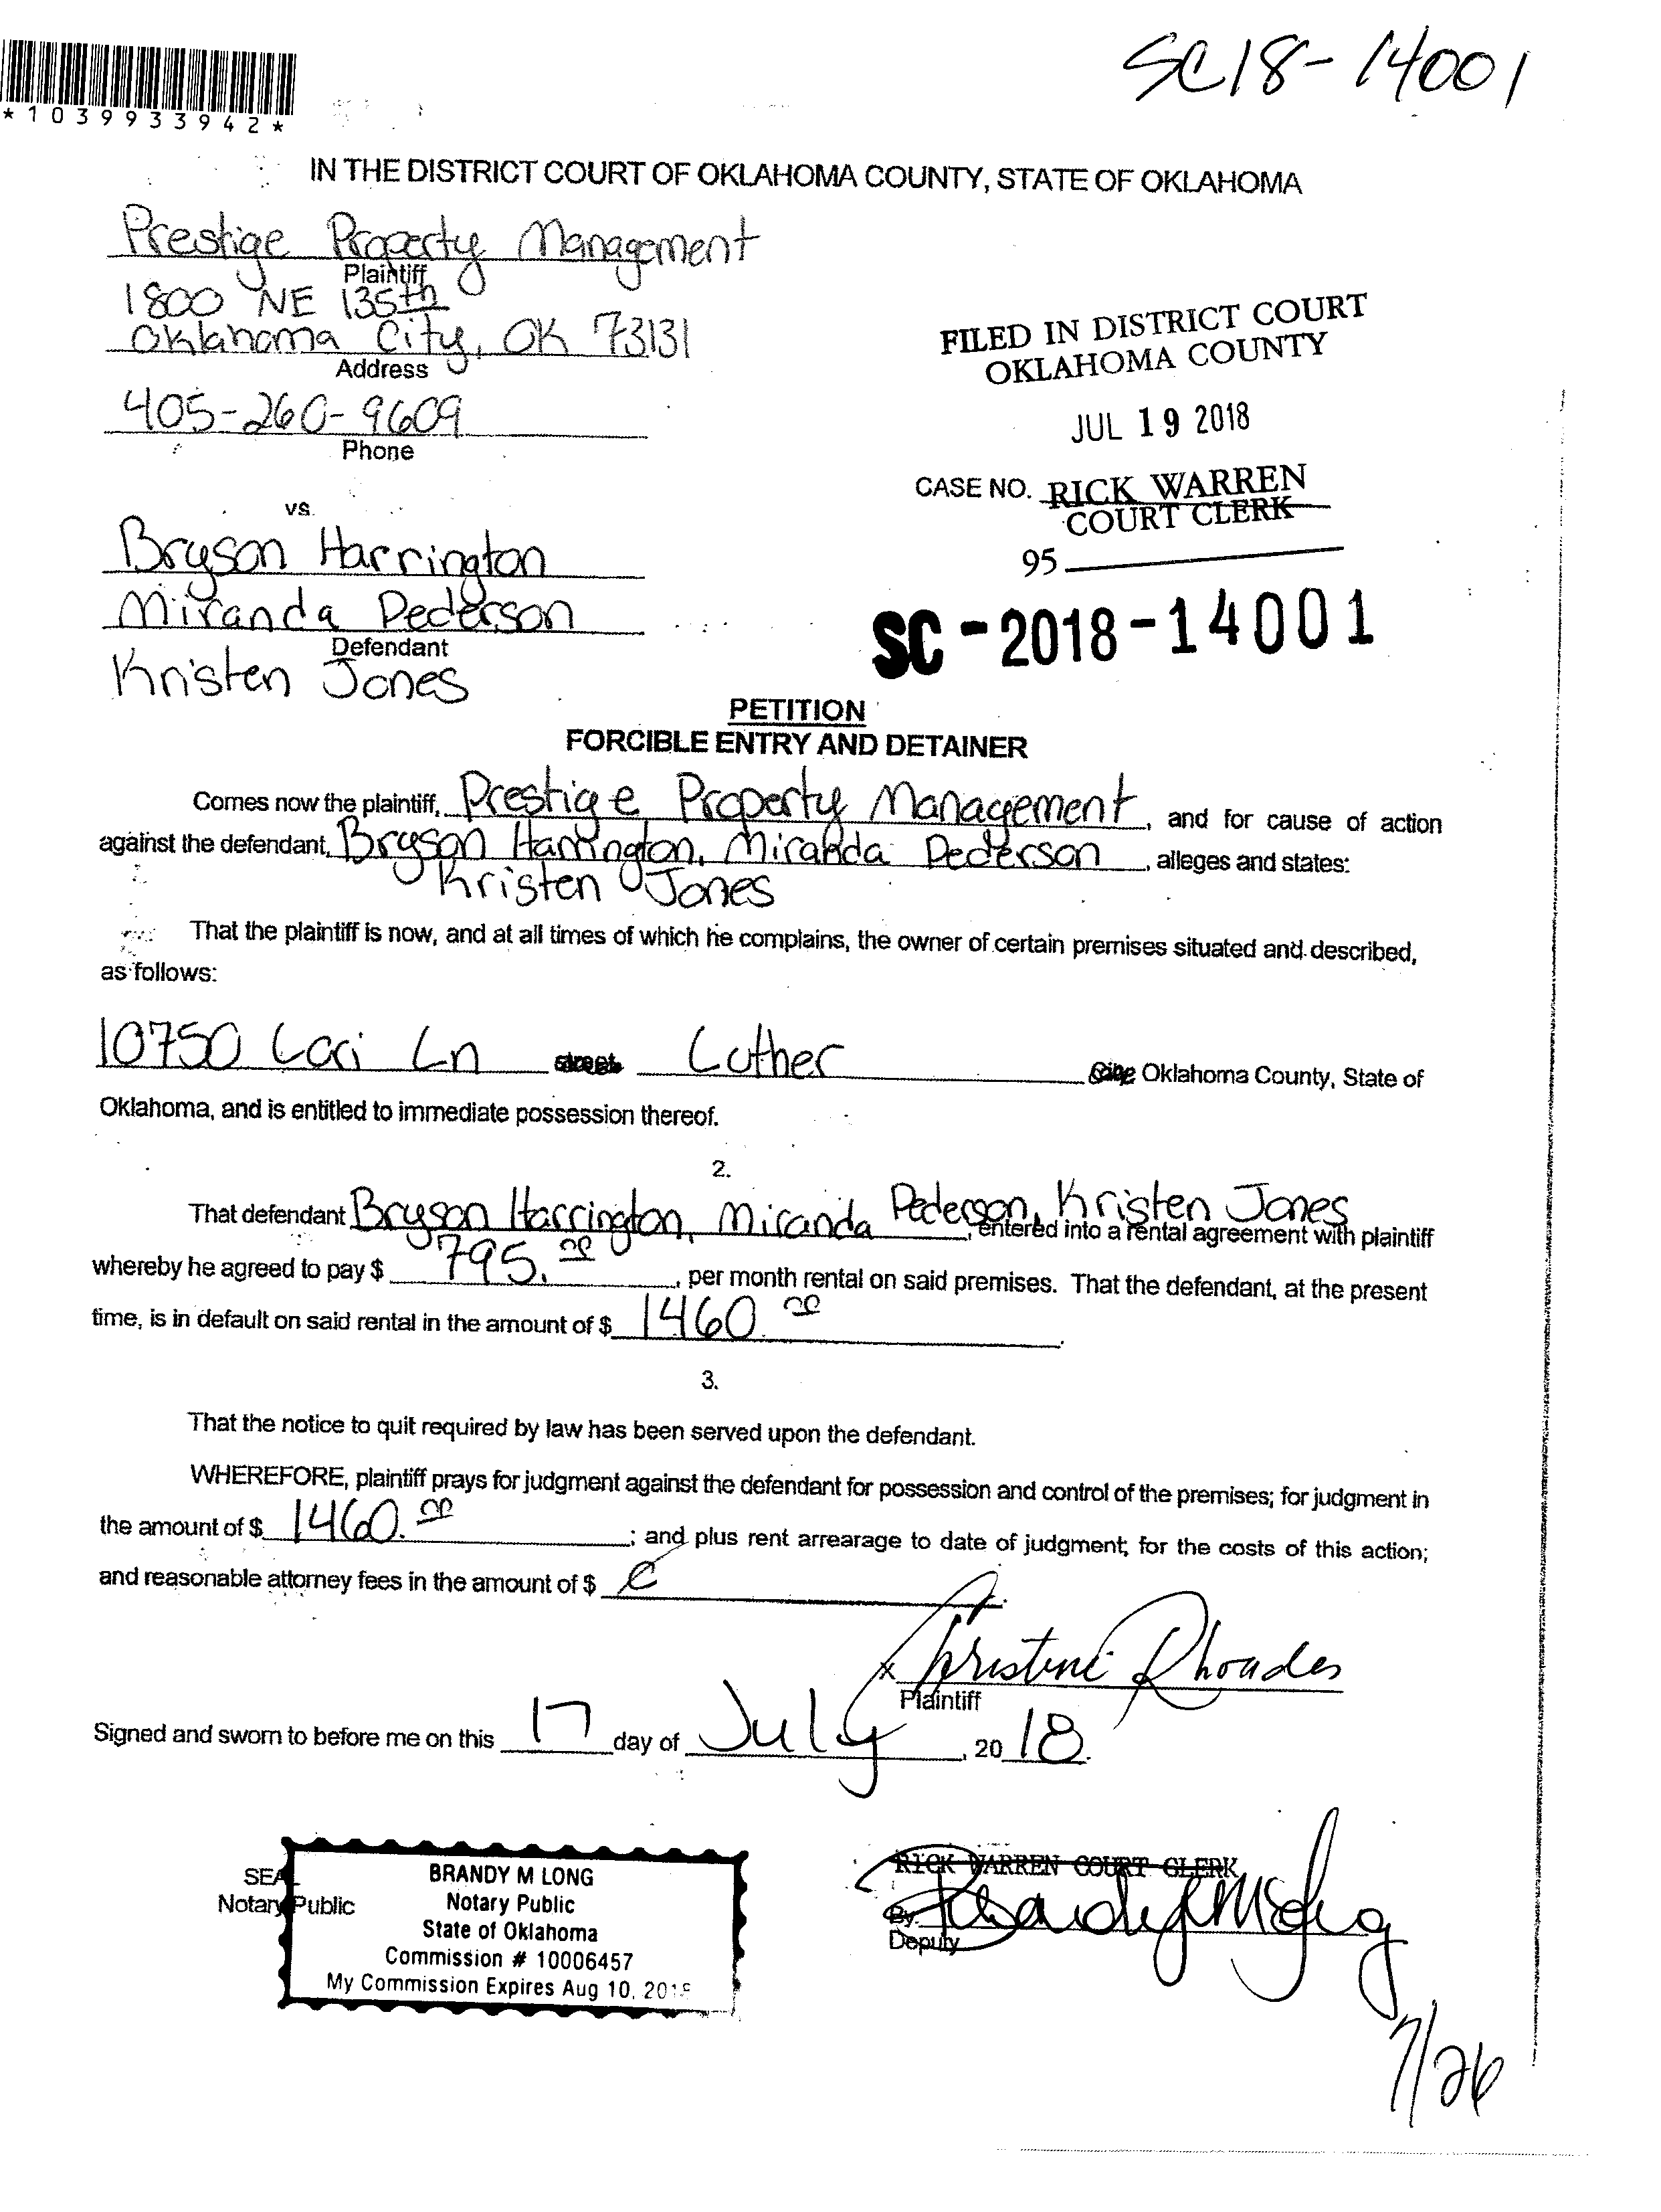 SC18-14001
*1039933942*
IN THE DISTRICT COURT OF OKLAHOMA COUNTY, STATE OF OKLAHOMA
Prestige Property Management
Plaintiff
1800 NE 135th
Oklahoma City, OK 73131
Address
405-260-9609
Phone
FILED IN DISTRICT COURT
OKLAHOMA COUNTY
JUL 19 2018
CASE NO. RICK WARREN
COURT CLERK
95
SC-2018-14001
vs.
Bryson Harrington
Miranda Pederson
Defendant
Kristen Jones
PETITION
FORCIBLE ENTRY AND DETAINER
Comes now the plaintiff, Prestige Property Management, and for cause of action
against the defendant, Bryson Harrington, Miranda Pederson, alleges and states:
Kristen Jones
That the plaintiff is now, and at all times of which he complains, the owner of certain premises situated and described,
as follows:
10750 Lori Ln street Luther City Oklahoma County, State of
Oklahoma, and is entitled to immediate possession thereof.
2.
That defendant Bryson Harrington, Miranda Pederson, Kristen Jones, entered into a rental agreement with plaintiff
whereby he agreed to pay $ 795.00, per month rental on said premises. That the defendant, at the present
time, is in default on said rental in the amount of $ 1460.00.
3.
That the notice to quit required by law has been served upon the defendant.
WHEREFORE, plaintiff prays for judgment against the defendant for possession and control of the premises; for judgment in
the amount of $ 1460.00; and plus rent arrearage to date of judgment; for the costs of this action;
and reasonable attorney fees in the amount of $
x Christine Rhoades
Plaintiff
Signed and sworn to before me on this 17 day of July, 2018.
SEAL
Notary Public
BRANDY M LONG
Notary Public
State of Oklahoma
Commission # 10006457
My Commission Expires Aug 10, 201
RICK WARREN COURT CLERK
By
Deputy
7/26